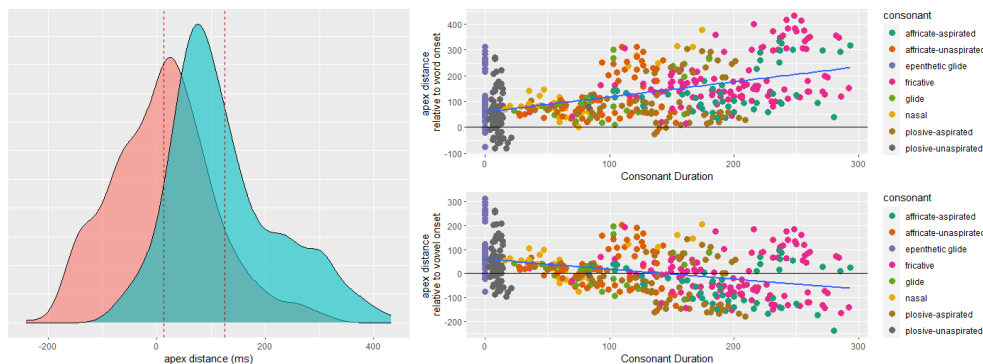 -200
0
200
400
apex distance (ms)
400
300
200
100
0
-100
apex distance
relative to word onset
0
100
200
300
Consonant Duration
consonant
affricate-aspirated
affricate-unaspirated
epenthetic glide
fricative
glide
nasal
plosive-aspirated
plosive-unaspirated
300
200
100
0
-100
-200
apex distance
relative to vowel onset
0
100
200
300
Consonant Duration
consonant
affricate-aspirated
affricate-unaspirated
epenthetic glide
fricative
glide
nasal
plosive-aspirated
plosive-unaspirated